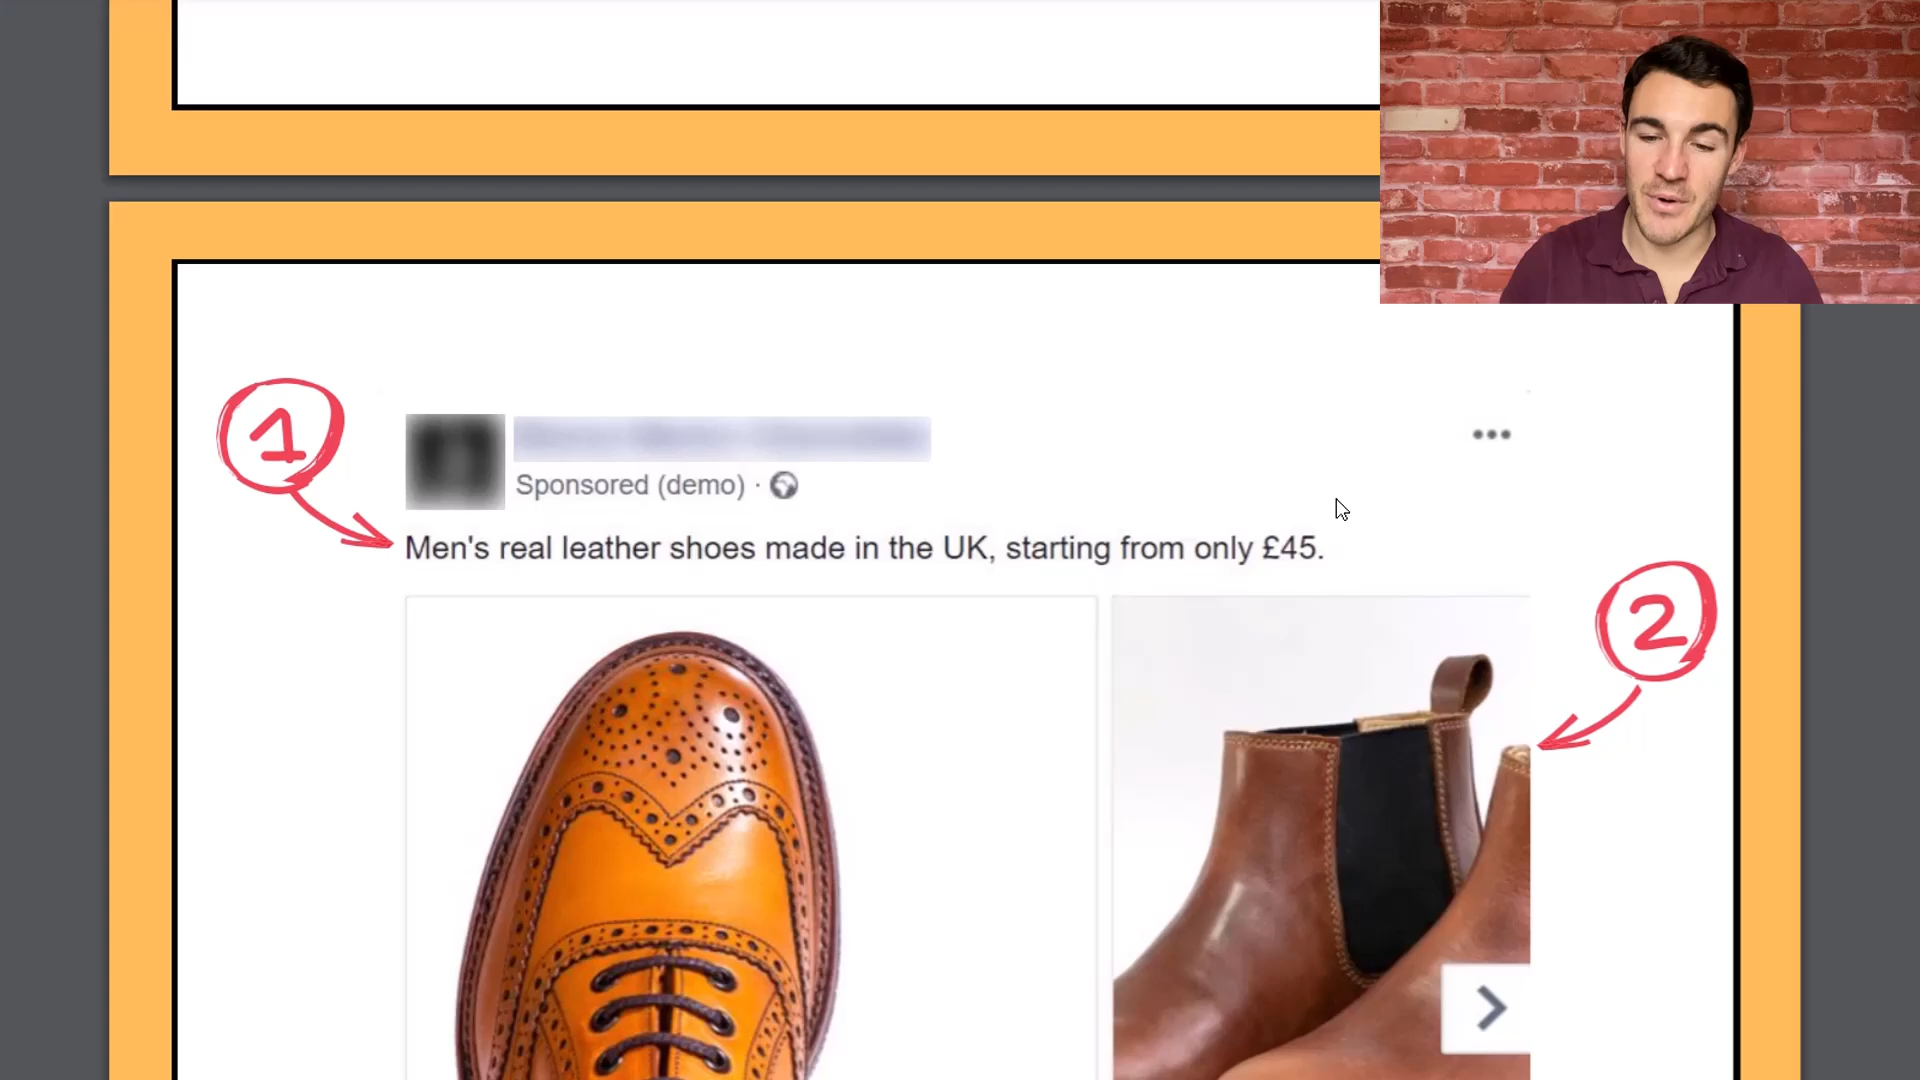 1
Sponsored (demo) ·
Men's real leather shoes made in the UK, starting from only £45.
2